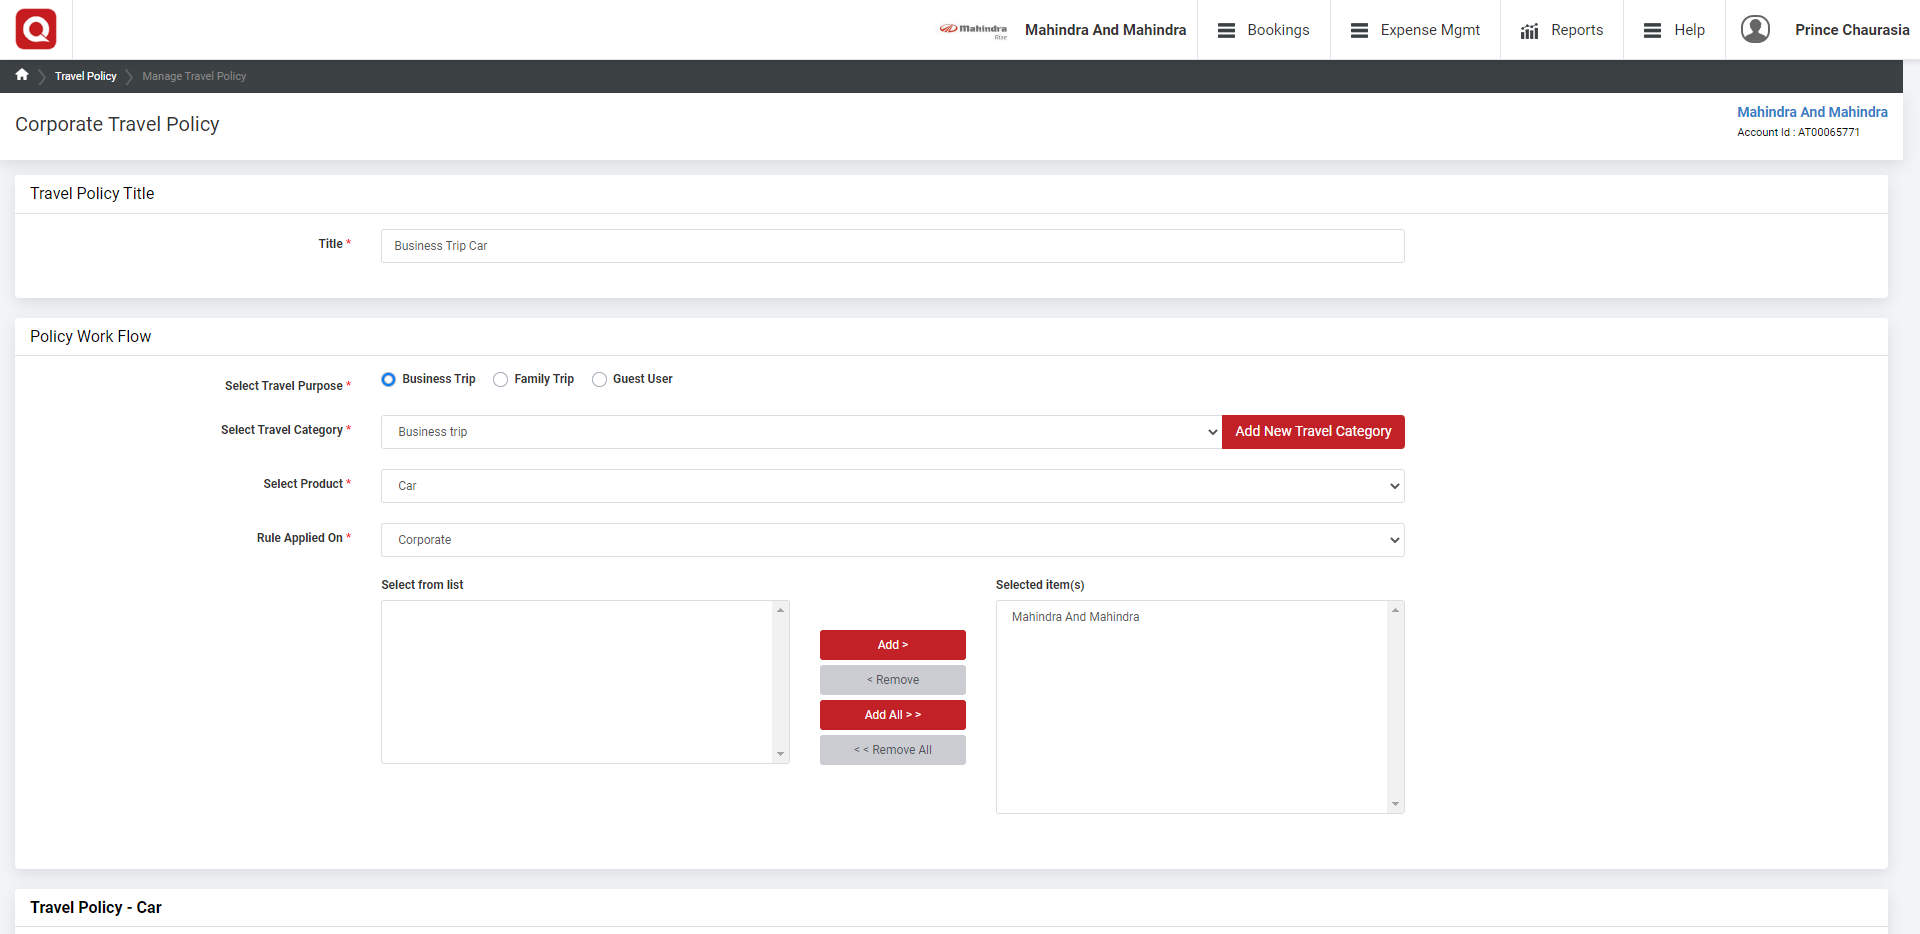 Mahindra
Rise
Mahindra And Mahindra
Bookings
Expense Mgmt
Reports
Help
Prince Chaurasia
Travel Policy
Manage Travel Policy
Corporate Travel Policy
Mahindra And Mahindra
Account Id : AT00065771
Travel Policy Title
Title *
Business Trip Car
Policy Work Flow
Select Travel Purpose *
Business Trip
Family Trip
Guest User
Select Travel Category *
Business trip
Add New Travel Category
Select Product *
Car
Rule Applied On *
Corporate
Select from list
Selected item(s)
Mahindra And Mahindra
Add >
< Remove
Add All > >
< < Remove All
Travel Policy - Car